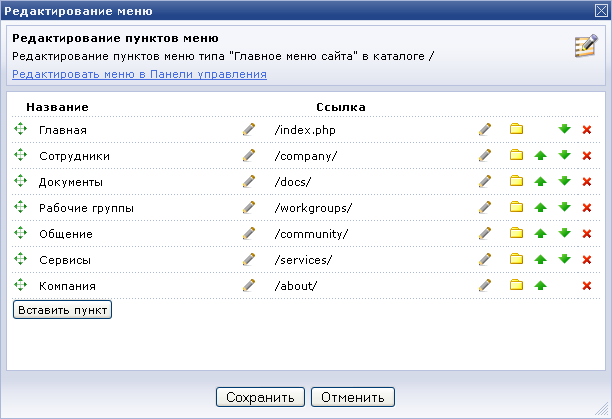 Редактирование меню
Редактирование пунктов меню
Редактирование пунктов меню типа "Главное меню сайта" в каталоге /
Редактировать меню в Панели управления
Название Ссылка
Главная /index.php
Сотрудники /company/
Документы /docs/
Рабочие группы /workgroups/
Общение /community/
Сервисы /services/
Компания /about/
Вставить пункт
Сохранить Отменить